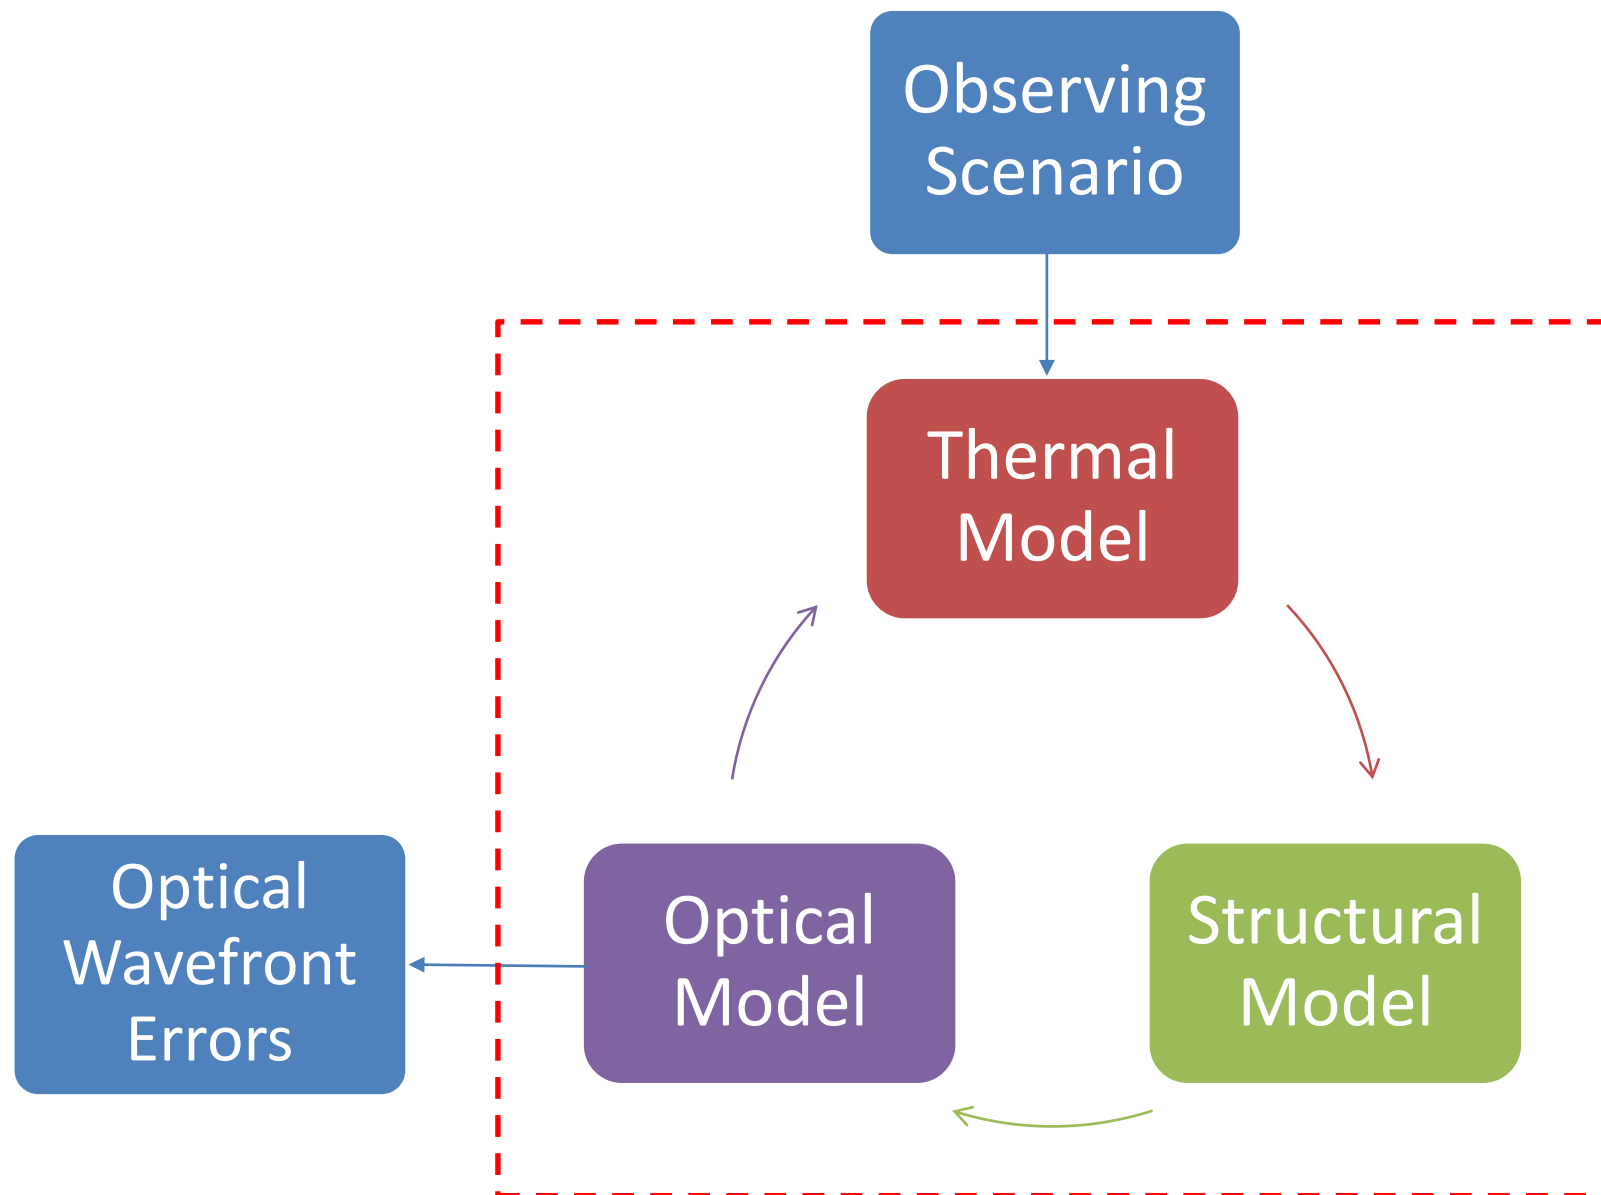 Observing
Scenario
Thermal
Model
Optical
Wavefront
Errors
Optical
Model
Structural
Model